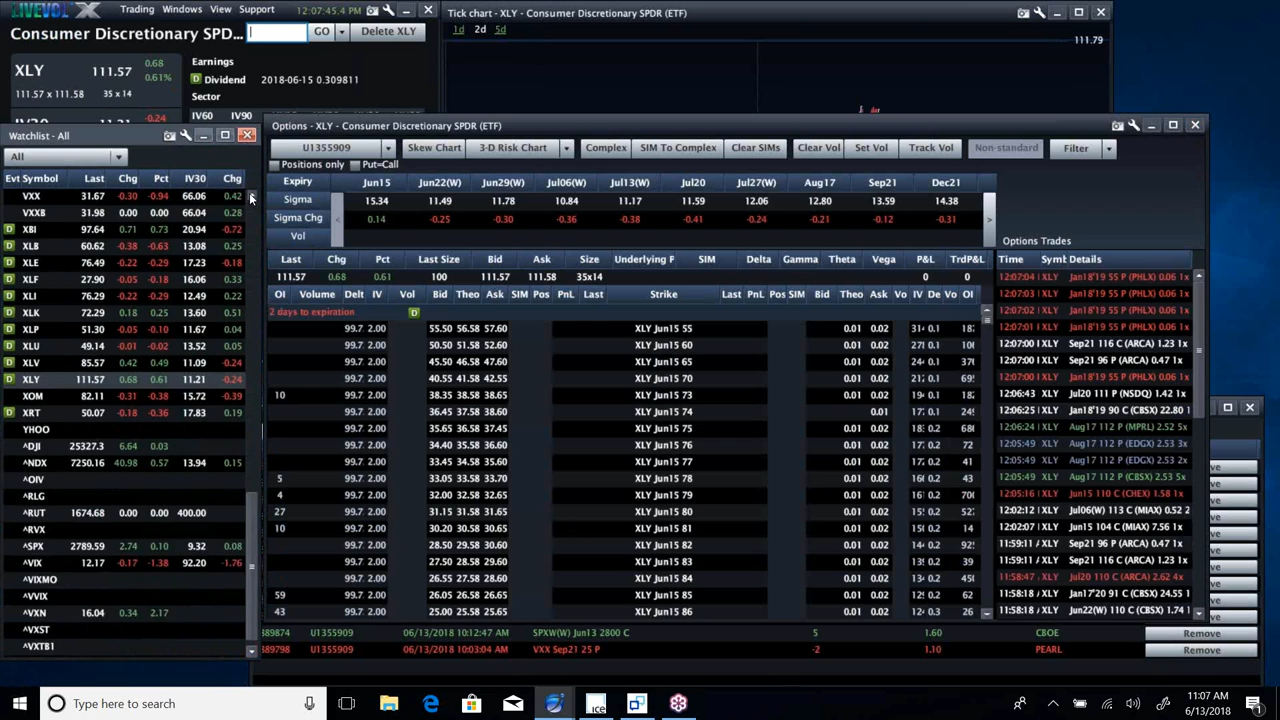 LIVEVOL X Trading Windows View Support 12:07:45.4 P
Consumer Discretionary SPD... GO Delete XLY
XLY 111.57 0.68 0.61%
111.57 x 111.58 35 x 14
Earnings
D Dividend 2018-06-15 0.309811
Sector
IV60 IV90
-0.24
Tick chart - XLY - Consumer Discretionary SPDR (ETF)
1d 2d 5d
111.79
Watchlist - All
All
Evt Symbol Last Chg Pct IV30 Chg
VXX 31.67 -0.30 -0.94 66.06 0.42
VXXB 31.98 0.00 0.00 66.04 0.28
D XBI 97.64 0.71 0.73 20.94 -0.72
D XLB 60.62 -0.38 -0.63 13.08 0.25
D XLE 76.49 -0.22 -0.29 17.23 -0.18
D XLF 27.90 -0.05 -0.18 16.06 0.33
D XLI 76.29 -0.22 -0.29 12.49 0.22
D XLK 72.29 0.18 0.25 13.60 0.51
D XLP 51.30 -0.05 -0.10 11.67 0.04
D XLU 49.14 -0.01 -0.02 13.52 0.05
D XLV 85.57 0.42 0.49 11.09 -0.24
D XLY 111.57 0.68 0.61 11.21 -0.24
XOM 82.11 -0.31 -0.38 15.72 -0.39
D XRT 50.07 -0.18 -0.36 17.83 0.19
YHOO
^DJI 25327.3 6.64 0.03
^NDX 7250.16 40.98 0.57 13.94 0.15
^OIV
^RLG
^RUT 1674.68 0.00 0.00 400.00
^RVX
^SPX 2789.59 2.74 0.10 9.32 0.08
^VIX 12.17 -0.17 -1.38 92.20 -1.76
^VIXMO
^VVIX
^VXN 16.04 0.34 2.17
^VXST
^VXTB1
Options - XLY - Consumer Discretionary SPDR (ETF)
U1355909 Skew Chart 3-D Risk Chart Complex SIM To Complex Clear SIMs Clear Vol Set Vol Track Vol Non-standard Filter
Positions only Put=Call
Expiry Jun15 Jun22(W) Jun29(W) Jul06(W) Jul13(W) Jul20 Jul27(W) Aug17 Sep21 Dec21
Sigma 15.34 11.49 11.78 10.84 11.17 11.59 12.06 12.80 13.59 14.38
Sigma Chg 0.14 -0.25 -0.30 -0.36 -0.38 -0.41 -0.24 -0.21 -0.12 -0.31
Vol
Last Chg Pct Last Size Bid Ask Size Underlying P... SIM Delta Gamma Theta Vega P&L TrdP&L
111.57 0.68 0.61 100 111.57 111.58 35x14 0 0
OI Volume Delt IV Vol Bid Theo Ask SIM Pos PnL Last Strike Last PnL Pos SIM Bid Theo Ask Vo IV De Vo OI
2 days to expiration D
99.7 2.00 55.50 56.58 57.60 XLY Jun15 55 0.01 0.02
99.7 2.00 50.50 51.58 52.60 XLY Jun15 60 0.01 0.02
99.7 2.00 45.50 46.58 47.60 XLY Jun15 65 0.01 0.02
99.7 2.00 40.55 41.58 42.55 XLY Jun15 70 0.01 0.02
10 99.7 2.00 38.35 38.58 38.65 XLY Jun15 73 0.01 0.02
99.7 2.00 36.45 37.58 38.60 XLY Jun15 74 0.01
99.7 2.00 35.65 36.58 37.45 XLY Jun15 75 0.01 0.02
99.7 2.00 34.40 35.58 36.60 XLY Jun15 76 0.01 0.02
99.7 2.00 33.45 34.58 35.60 XLY Jun15 77 0.01 0.02
5 99.7 2.00 33.05 33.58 33.70 XLY Jun15 78 0.01 0.02
4 99.7 2.00 32.00 32.58 33.65 XLY Jun15 79 0.01 0.02
27 99.7 2.00 31.15 31.58 31.65 XLY Jun15 80 0.01 0.02
10 99.7 2.00 30.20 30.58 30.65 XLY Jun15 81 0.01 0.02
99.7 2.00 28.50 29.58 30.60 XLY Jun15 82 0.01 0.02
99.7 2.00 27.50 28.58 29.60 XLY Jun15 83 0.01 0.02
99.7 2.00 26.55 27.58 28.60 XLY Jun15 84 0.01 0.02
59 99.7 2.00 26.05 26.58 26.65 XLY Jun15 85 0.01 0.02
43 99.7 2.00 25.00 25.58 25.65 XLY Jun15 86 0.01 0.02
Options Trades
Time Symt Details
12:07:04 XLY Jan18'19 55 P (PHLX) 0.06 1x
12:07:03 XLY Jan18'19 55 P (PHLX) 0.06 1x
12:07:02 XLY Jan18'19 55 P (PHLX) 0.06 1x
12:07:01 XLY Jan18'19 55 P (PHLX) 0.06 1x
12:07:00 XLY Sep21 116 C (ARCA) 1.23 1x
12:07:00 XLY Sep21 96 P (ARCA) 0.47 1x
12:07:00 XLY Jan18'19 55 P (PHLX) 0.06 1x
12:06:43 XLY Jul20 111 P (NSDQ) 1.42 1x
12:06:25 XLY Jan18'19 90 C (CBSX) 22.80
12:06:24 XLY Aug17 112 P (MPRL) 2.52 5x
12:05:49 XLY Aug17 112 P (EDGX) 2.53 3x
12:05:49 XLY Aug17 112 P (EDGX) 2.53 2x
12:05:49 XLY Aug17 112 P (CBSX) 2.53 5x
12:05:16 XLY Jun15 110 C (CHEX) 1.58 1x
12:02:12 XLY Jul06(W) 113 C (MIAX) 0.52
12:02:07 XLY Jun15 104 C (MIAX) 7.56 1x
11:59:11 XLY Sep21 96 P (ARCA) 0.47 1x
11:59:11 XLY Sep21 116 C (ARCA) 1.23 1x
11:58:47 XLY Jul20 110 C (ARCA) 2.62 4x
11:58:18 XLY Jan17'20 91 C (CBSX) 24.55
11:58:18 XLY Jun22(W) 110 C (CBSX) 1.74
389874 U1355909 06/13/2018 10:12:47 AM SPXW(W) Jun13 2800 C 5 1.60 CBOE Remove
389798 U1355909 06/13/2018 10:03:04 AM VXX Sep21 25 P -2 1.10 PEARL Remove
Type here to search
ice
11:07 AM
6/13/2018
1